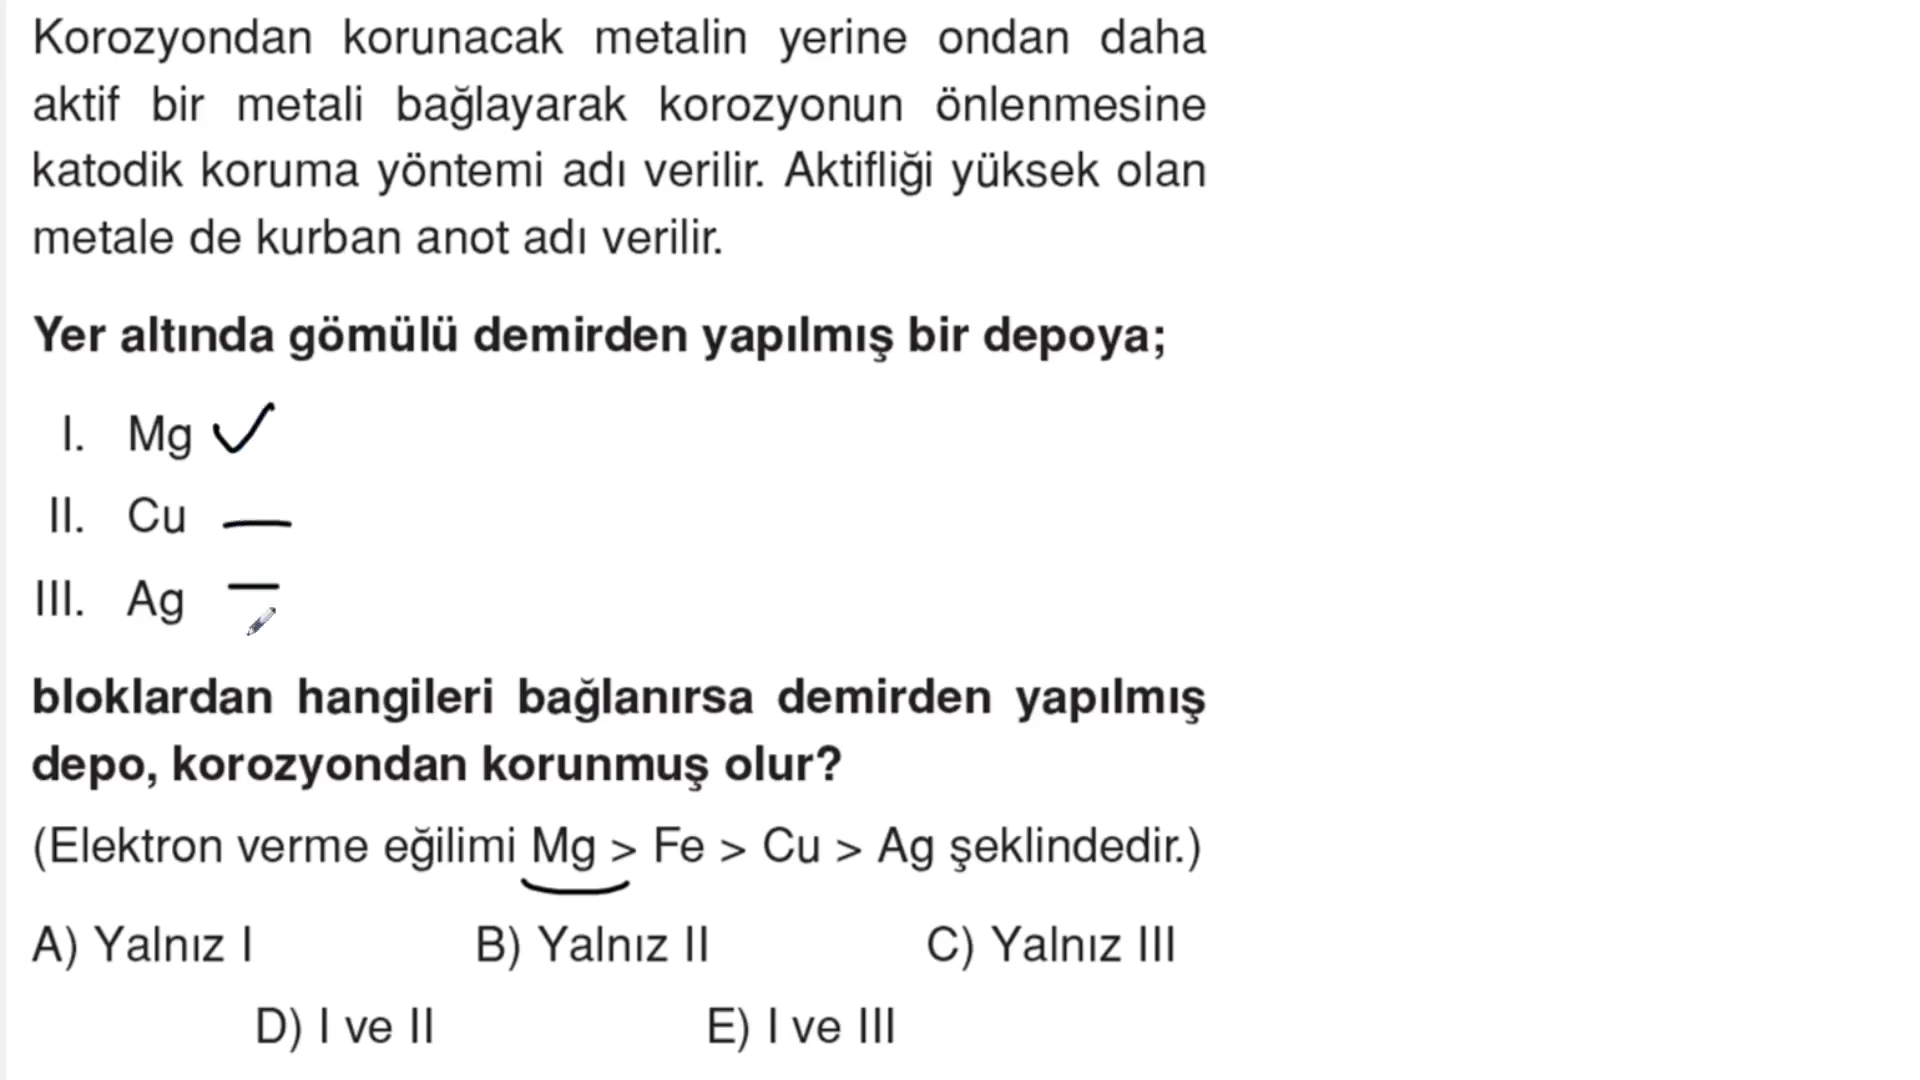 Korozyondan korunacak metalin yerine ondan daha
aktif bir metali bağlayarak korozyonun önlenmesine
katodik koruma yöntemi adı verilir. Aktifliği yüksek olan
metale de kurban anot adı verilir.
Yer altında gömülü demirden yapılmış bir depoya;
I. Mg
II. Cu
III. Ag
bloklardan hangileri bağlanırsa demirden yapılmış
depo, korozyondan korunmuş olur?
(Elektron verme eğilimi Mg > Fe > Cu > Ag şeklindedir.)
A) Yalnız I B) Yalnız II C) Yalnız III
D) I ve II E) I ve III